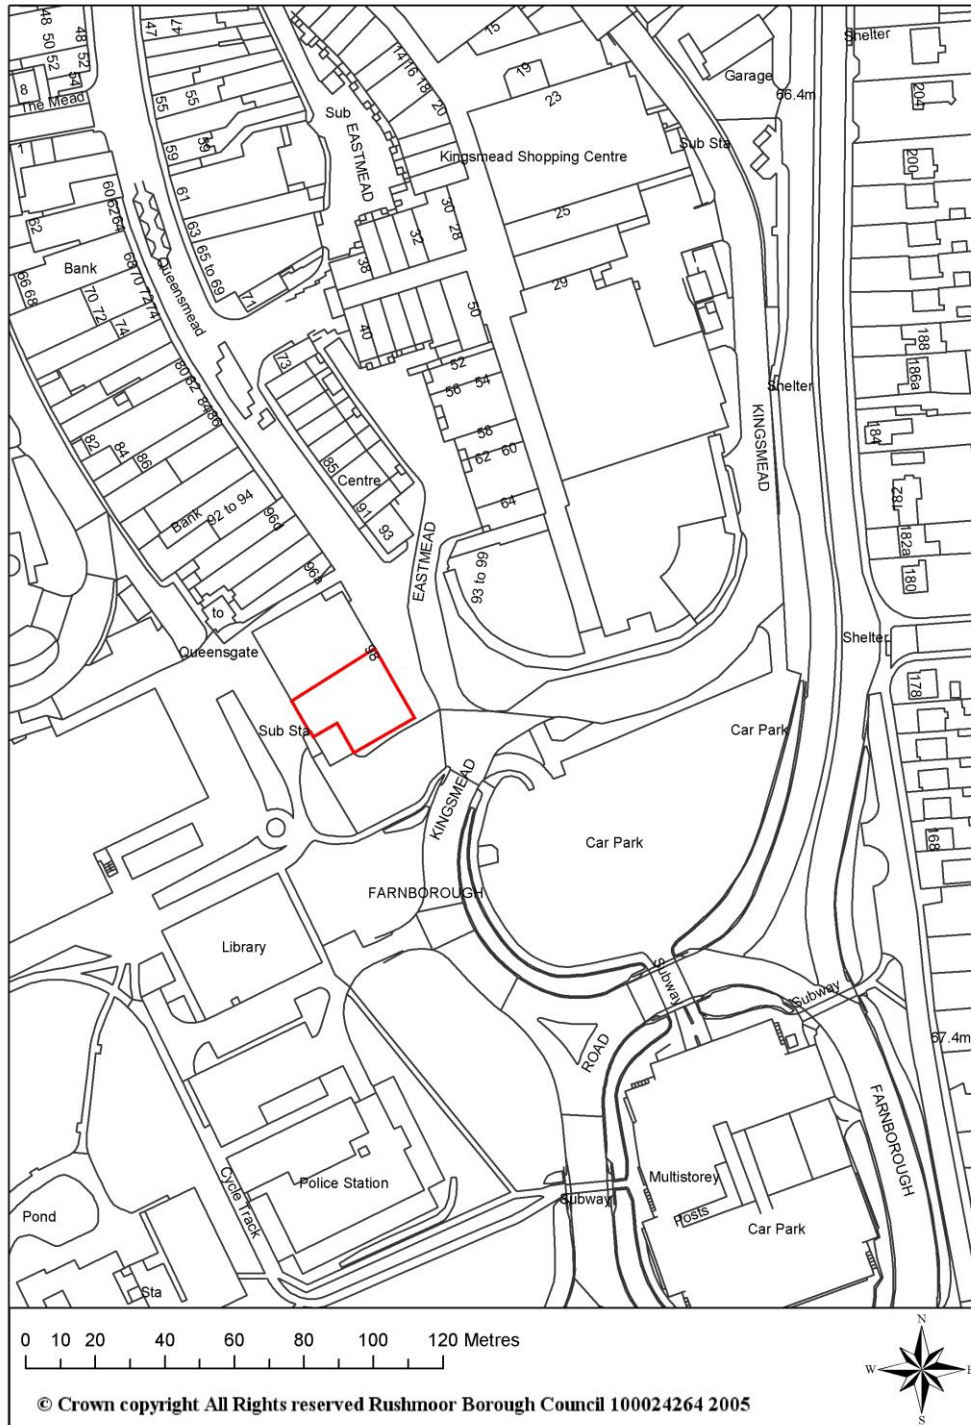 48
50
52
48
52
54
8
The Mead
1
47
47
55
55
59
59
61
63
65 to 69
71
Sub
EASTMEAD
14
16
18
20
15
19
23
Kingsmead Shopping Centre
Garage
66.4m
Shelter
204
Sub Sta
200
60
62
64
62
Bank
66
68
68
70
72
74
70
72
74
Queensmead
30
28
32
38
40
50
25
29
52
54
56
58
60
62
64
73
80
82
84
86
82
84
86
85
Centre
91
93
Bank
92 to 94
96d
96a
to
Queensgate
EASTMEAD
93 to 99
98
Sub Sta
KINGSMEAD
Shelter
188
186a
184
182
182a
180
Shelter
178
168
Car Park
KINGSMEAD
Car Park
FARNBOROUGH
Library
Subway
Subway
ROAD
67.4m
FARNBOROUGH
Police Station
Cycle Track
Pond
Sta
Subway
Multistorey
Posts
Car Park
0 10 20 40 60 80 100 120 Metres
N
W
E
S
© Crown copyright All Rights reserved Rushmoor Borough Council 100024264 2005